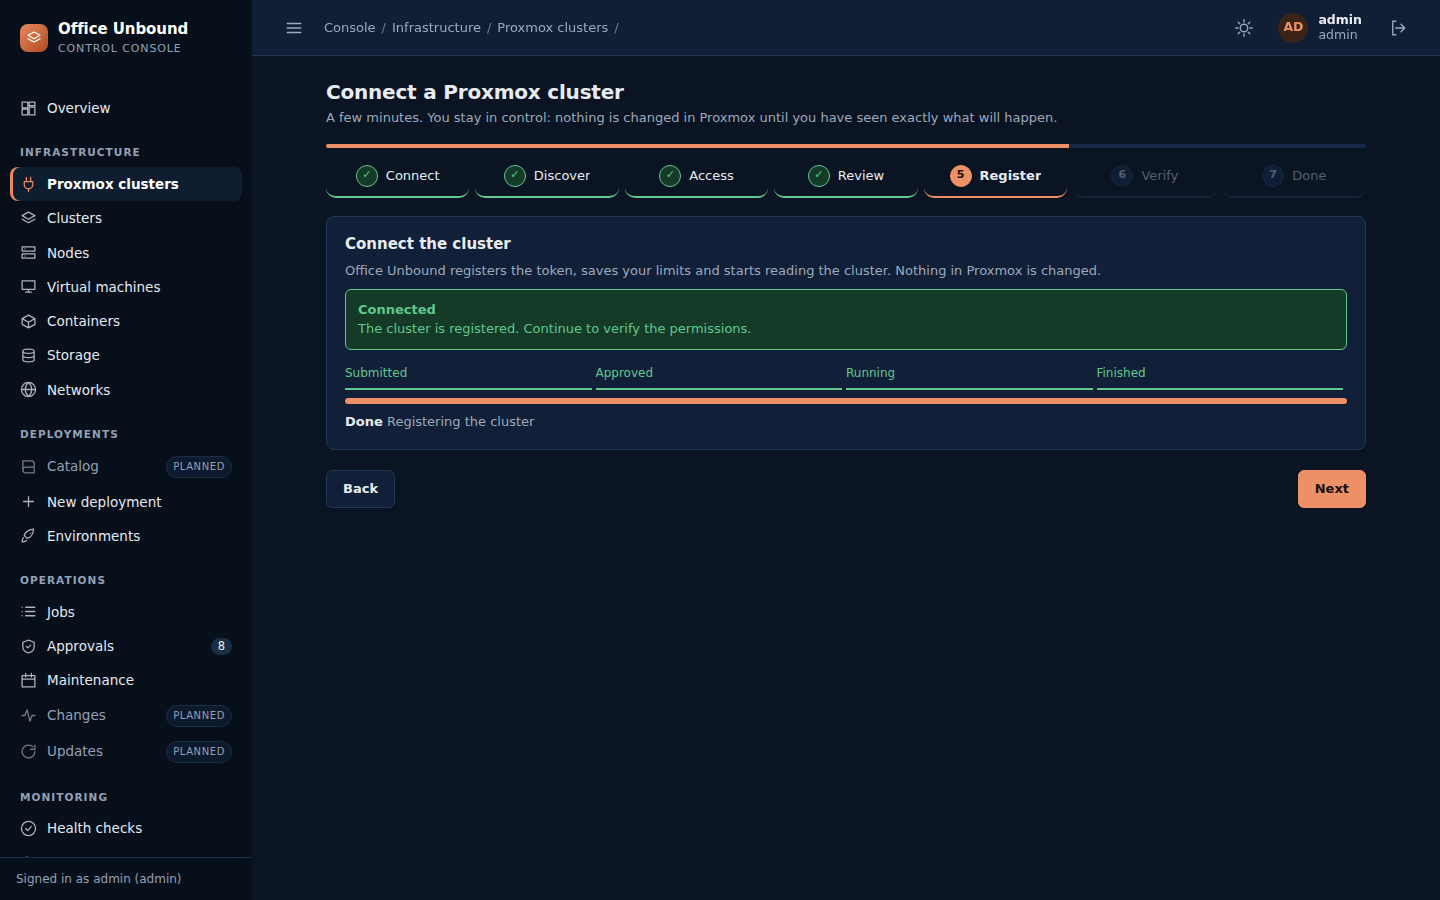 Office Unbound
CONTROL CONSOLE
Overview
INFRASTRUCTURE
Proxmox clusters
Clusters
Nodes
Virtual machines
Containers
Storage
Networks
DEPLOYMENTS
Catalog PLANNED
New deployment
Environments
OPERATIONS
Jobs
Approvals 8
Maintenance
Changes PLANNED
Updates PLANNED
MONITORING
Health checks
Signed in as admin (admin)
Console / Infrastructure / Proxmox clusters /
AD
admin
admin
Connect a Proxmox cluster
A few minutes. You stay in control: nothing is changed in Proxmox until you have seen exactly what will happen.
✓ Connect ✓ Discover ✓ Access ✓ Review 5 Register 6 Verify 7 Done
Connect the cluster
Office Unbound registers the token, saves your limits and starts reading the cluster. Nothing in Proxmox is changed.
Connected
The cluster is registered. Continue to verify the permissions.
Submitted Approved Running Finished
Done Registering the cluster
Back Next